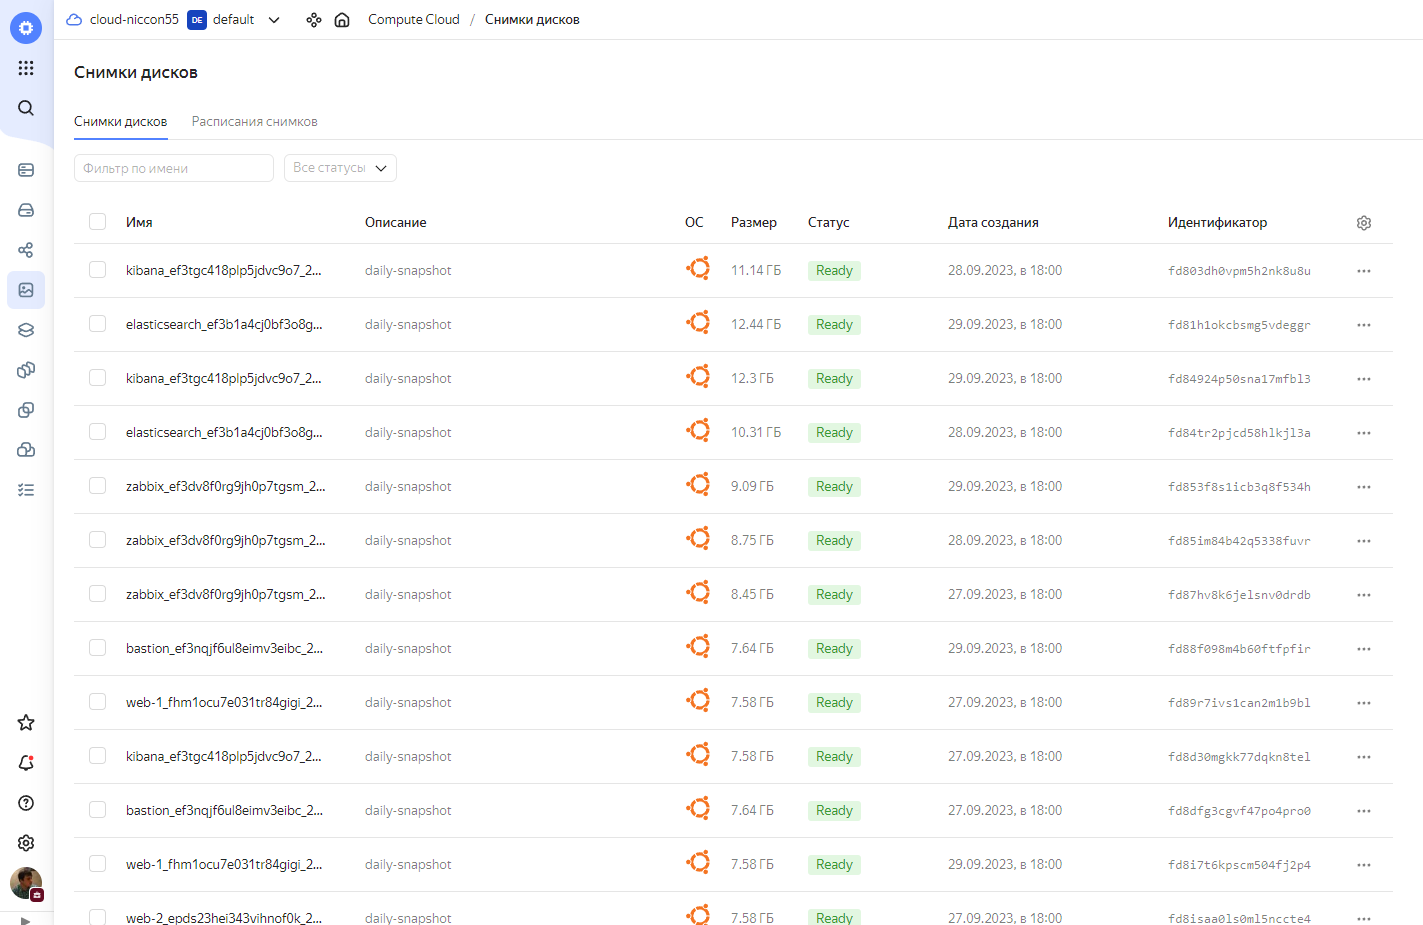 cloud-niccon55 DE default Compute Cloud / Снимки дисков
Снимки дисков
Снимки дисков Расписания снимков
Фильтр по имени Все статусы
Имя Описание ОС Размер Статус Дата создания Идентификатор
kibana_ef3tgc418plp5jdvc9o7_2... daily-snapshot 11.14 ГБ Ready 28.09.2023, в 18:00 fd803dh0vpm5h2nk8u8u
elasticsearch_ef3b1a4cj0bf3o8g... daily-snapshot 12.44 ГБ Ready 29.09.2023, в 18:00 fd81h1okcbsmg5vdeggr
kibana_ef3tgc418plp5jdvc9o7_2... daily-snapshot 12.3 ГБ Ready 29.09.2023, в 18:00 fd84924p50sna17mfbl3
elasticsearch_ef3b1a4cj0bf3o8g... daily-snapshot 10.31 ГБ Ready 28.09.2023, в 18:00 fd84tr2pjcd58hlkjl3a
zabbix_ef3dv8f0rg9jh0p7tgsm_2... daily-snapshot 9.09 ГБ Ready 29.09.2023, в 18:00 fd853f8s1icb3q8f534h
zabbix_ef3dv8f0rg9jh0p7tgsm_2... daily-snapshot 8.75 ГБ Ready 28.09.2023, в 18:00 fd85im84b42q5338fuvr
zabbix_ef3dv8f0rg9jh0p7tgsm_2... daily-snapshot 8.45 ГБ Ready 27.09.2023, в 18:00 fd87hv8k6jelsnv0drdb
bastion_ef3nqjf6ul8eimv3eibc_2... daily-snapshot 7.64 ГБ Ready 29.09.2023, в 18:00 fd88f098m4b60ftfpfir
web-1_fhm1ocu7e031tr84gigi_2... daily-snapshot 7.58 ГБ Ready 27.09.2023, в 18:00 fd89r7ivs1can2m1b9bl
kibana_ef3tgc418plp5jdvc9o7_2... daily-snapshot 7.58 ГБ Ready 27.09.2023, в 18:00 fd8d30mgkk77dqkn8tel
bastion_ef3nqjf6ul8eimv3eibc_2... daily-snapshot 7.64 ГБ Ready 27.09.2023, в 18:00 fd8dfg3cgvf47po4pro0
web-1_fhm1ocu7e031tr84gigi_2... daily-snapshot 7.58 ГБ Ready 29.09.2023, в 18:00 fd8i7t6kpscm504fj2p4
web-2_epds23hei343vihnof0k_2... daily-snapshot 7.58 ГБ Ready 27.09.2023, в 18:00 fd8isaa0ls0ml5nccte4